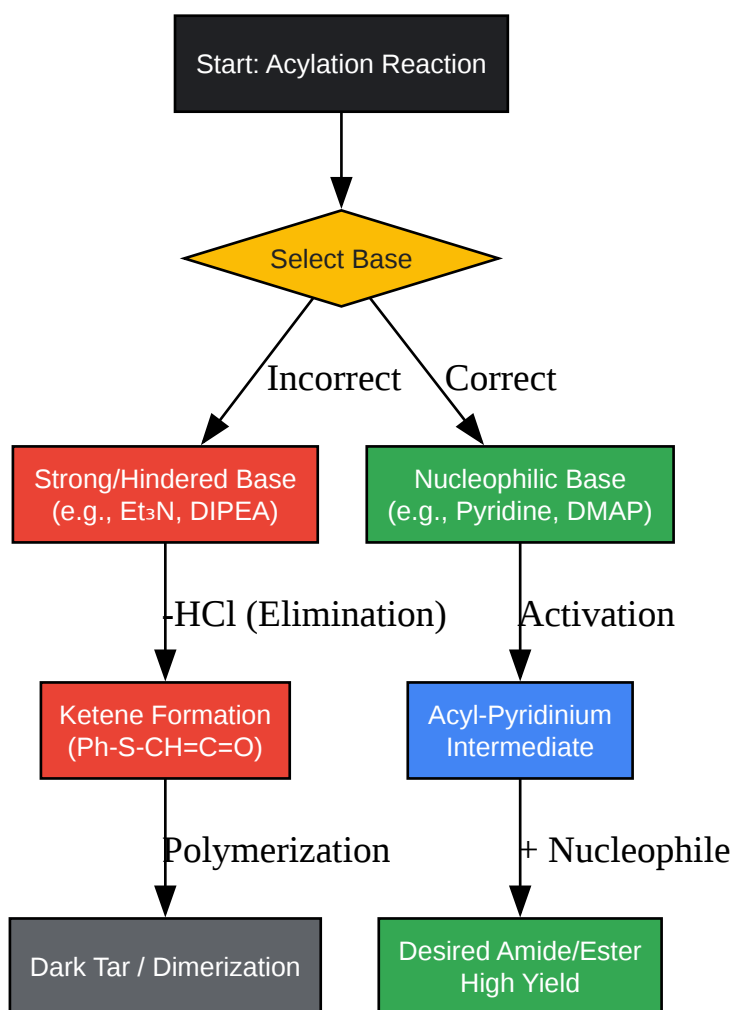 Start: Acylation Reaction
Select Base
Incorrect
Correct
Strong/Hindered Base
(e.g., Et₃N, DIPEA)
Nucleophilic Base
(e.g., Pyridine, DMAP)
-HCl (Elimination)
Activation
Ketene Formation
(Ph-S-CH=C=O)
Acyl-Pyridinium
Intermediate
Polymerization
+ Nucleophile
Dark Tar / Dimerization
Desired Amide/Ester
High Yield